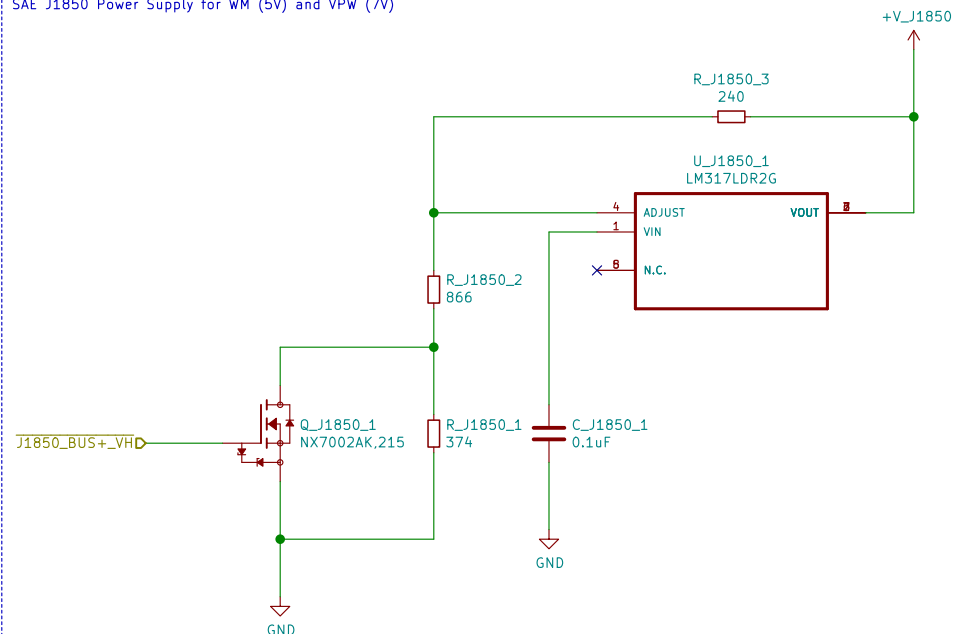 SAE J1850 Power Supply for WM (5V) and VPW (7V)
+V_J1850
R_J1850_3
240
U_J1850_1
LM317LDR2G
4
ADJUST
VOUT
1
VIN
N.C.
R_J1850_2
866
J1850_BUS+_VH
Q_J1850_1
NX7002AK,215
R_J1850_1
374
C_J1850_1
0.1uF
GND
GND